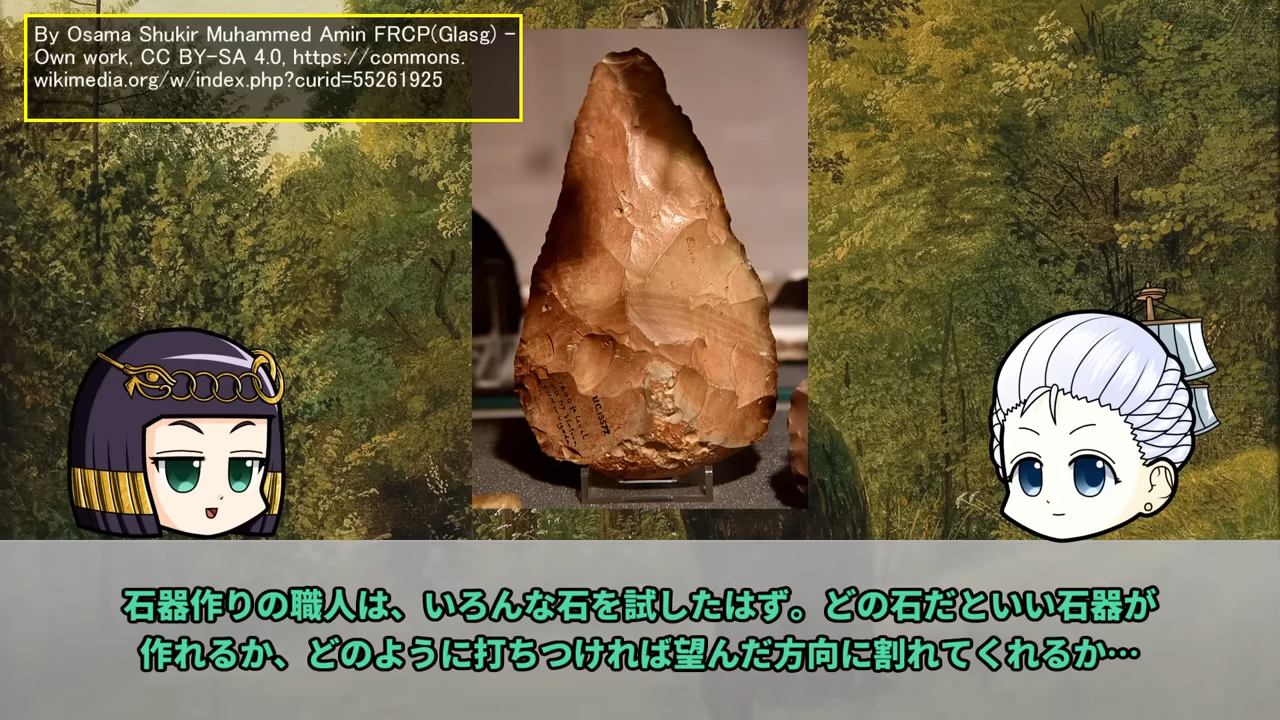 By Osama Shukir Muhammed Amin FRCP(Glasg) –
Own work, CC BY-SA 4.0, https://commons.
wikimedia.org/w/index.php?curid=55261925
石器作りの職人は、いろんな石を試したはず。どの石だといい石器が
作れるか、どのように打ちつければ望んだ方向に割れてくれるか…